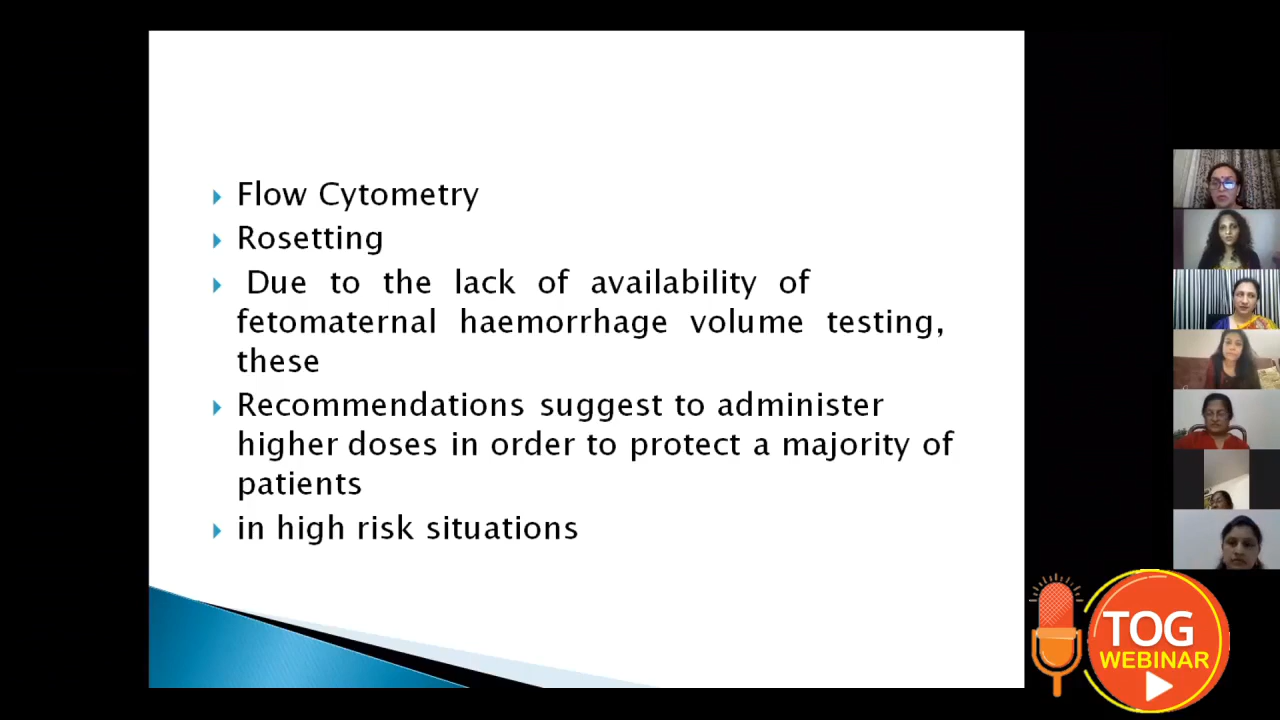 Flow Cytometry
Rosetting
Due to the lack of availability of
fetomaternal haemorrhage volume testing,
these
Recommendations suggest to administer
higher doses in order to protect a majority of
patients
in high risk situations
TOG
WEBINAR